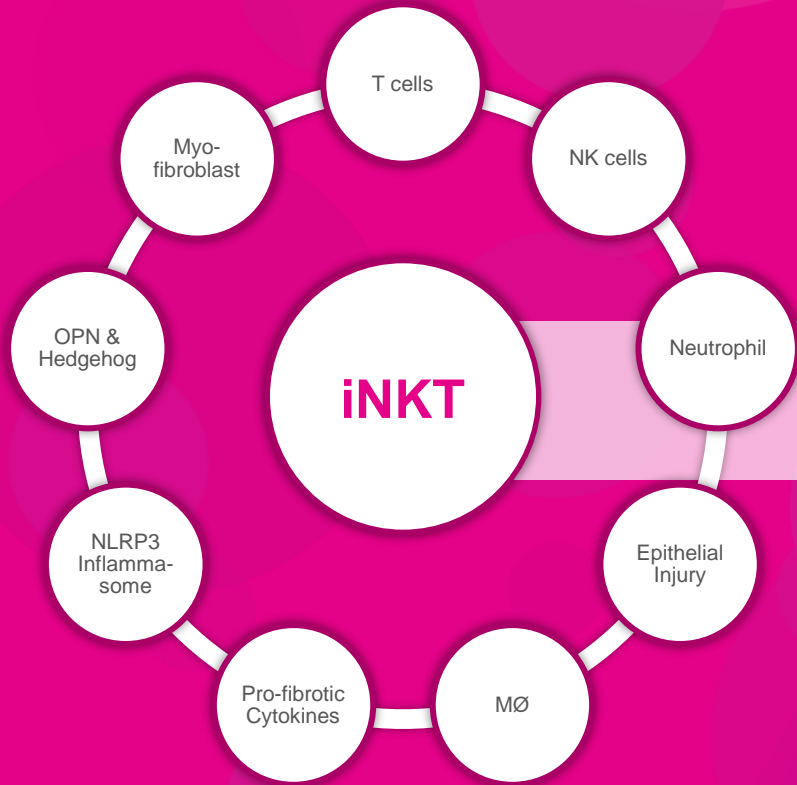 T cells
NK cells
Neutrophil
Epithelial
Injury
MØ
Pro-fibrotic
Cytokines
NLRP3
Inflamma-
some
OPN &
Hedgehog
Myo-
fibroblast
iNKT